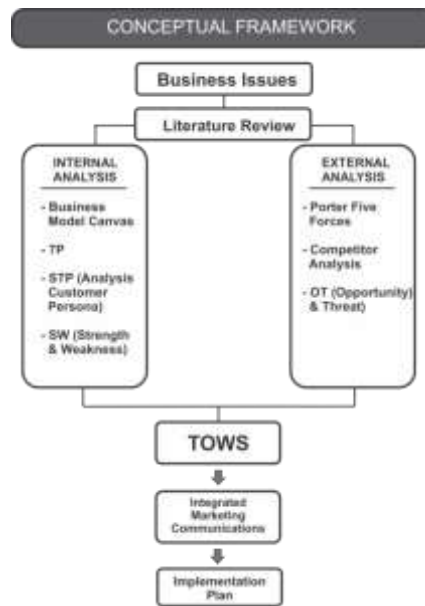 CONCEPTUAL FRAMEWORK
Business Issues
Literature Review
INTERNAL
ANALYSIS
- Business
Model Canvas
- TP
- STP (Analysis
Customer
Persona)
- SW (Strength
& Weakness)
EXTERNAL
ANALYSIS
- Porter Five
Forces
- Competitor
Analysis
- OT (Opportunity)
& Threat)
TOWS
Integrated
Marketing
Communications
Implementation
Plan